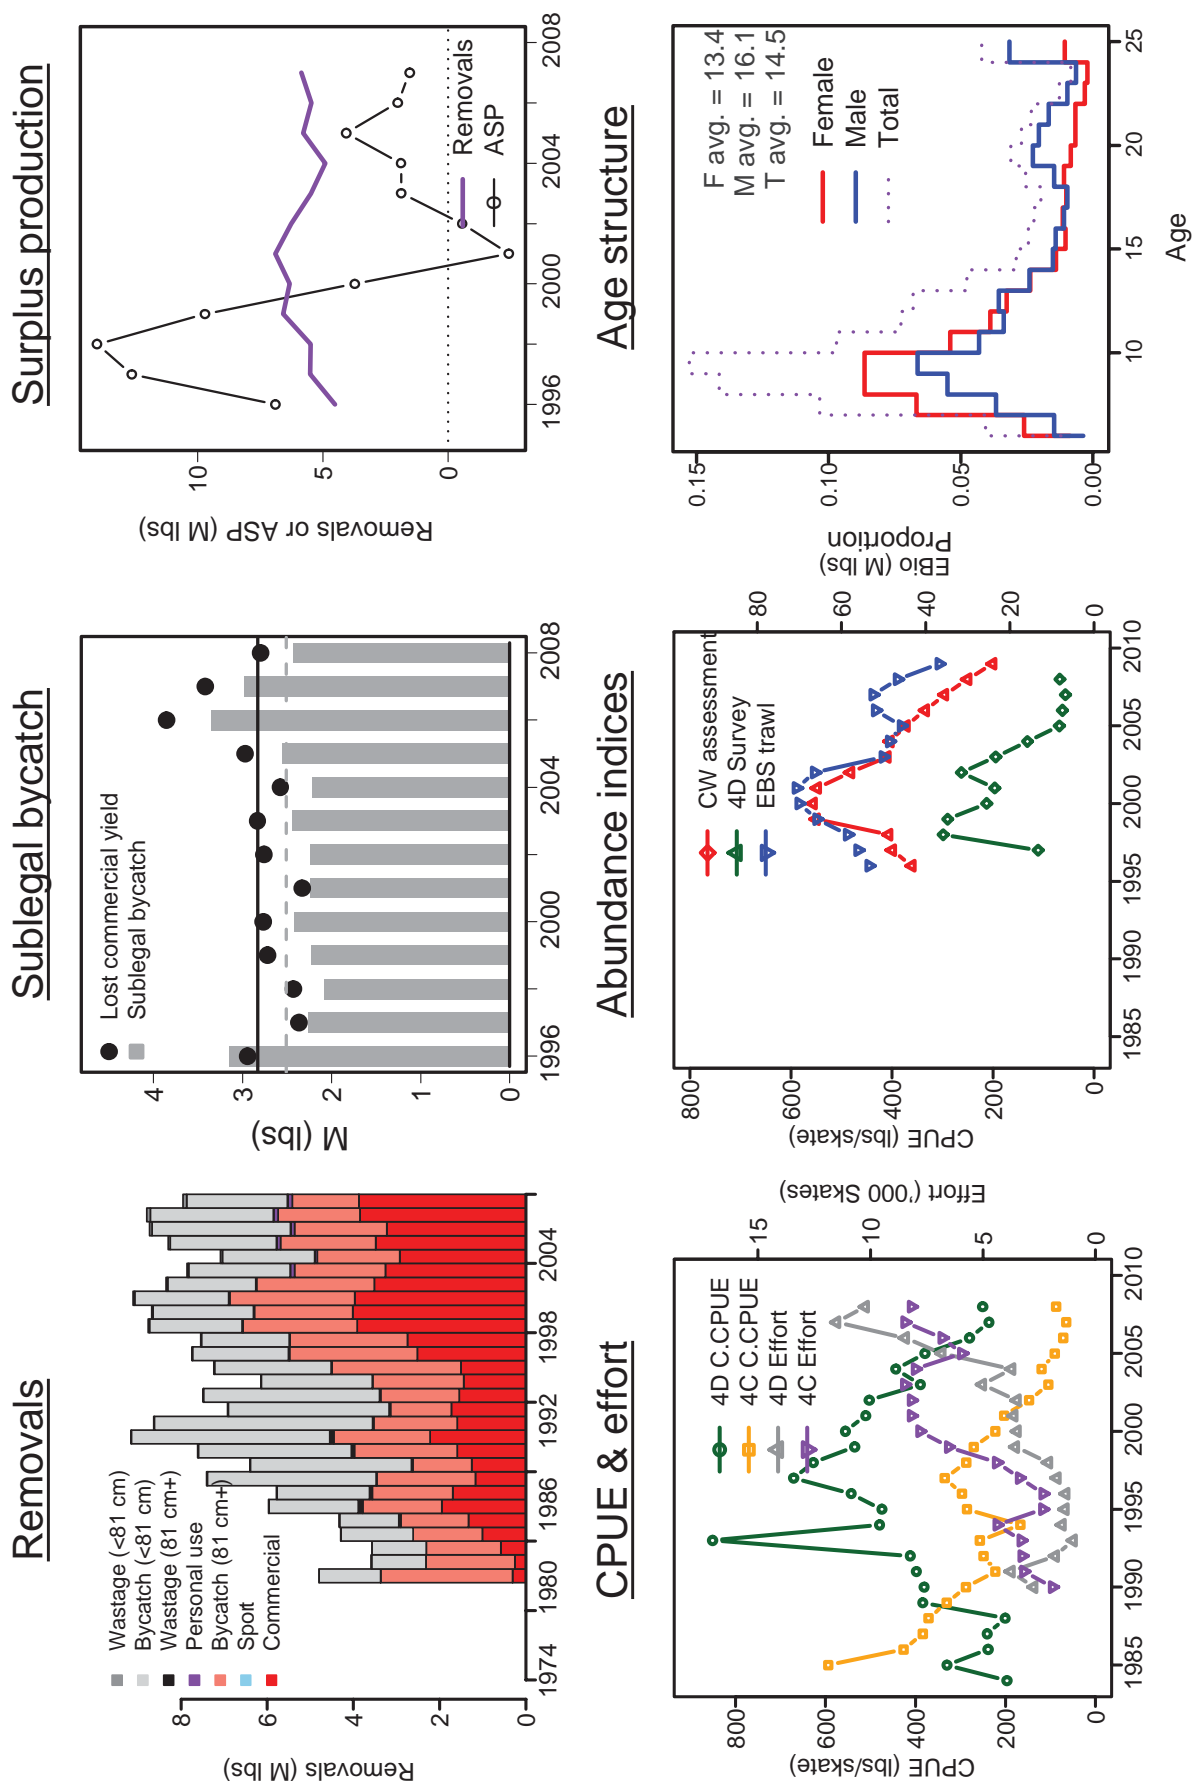 Removals
Wastage (<81 cm)
Bycatch (<81 cm)
Wastage (81 cm+)
Personal use
Bycatch (81 cm+)
Sport
Commercial
Removals (M lbs)
0
2
4
6
8
1974
1980
1986
1992
1998
2004
Sublegal bycatch
Lost commercial yield
Sublegal bycatch
M (lbs)
0
1
2
3
4
1996
2000
2004
2008
Surplus production
Removals
ASP
Removals or ASP (M lbs)
0
5
10
1996
2000
2004
2008
CPUE & effort
4D C.CPUE
4C C.CPUE
4D Effort
4C Effort
CPUE (lbs/skate)
0
200
400
600
800
1985
1990
1995
2000
2005
2010
0
5
10
15
Effort ('000 Skates)
Abundance indices
CW assessment
4D Survey
EBS trawl
CPUE (lbs/skate)
0
200
400
600
800
1985
1990
1995
2000
2005
2010
0
20
40
50
60
70
80
EBio (M lbs)
Age structure
F avg. = 13.4
M avg. = 16.1
T avg. = 14.5
Female
Male
Total
Proportion
0.00
0.05
0.10
0.15
10
15
20
25
Age